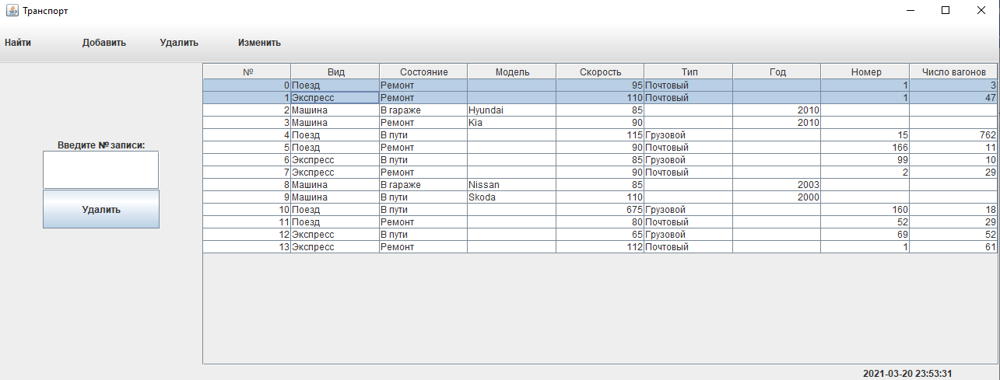 Транспорт
Найти Добавить Удалить Изменить
№ Вид Состояние Модель Скорость Тип Год Номер Число вагонов
0 Поезд Ремонт 95 Почтовый 1 3
1 Экспресс Ремонт 110 Почтовый 1 47
2 Машина В гараже Hyundai 85 2010
3 Машина Ремонт Kia 90 2010
4 Поезд В пути 115 Грузовой 15 762
5 Поезд Ремонт 90 Почтовый 166 11
6 Экспресс В пути 85 Грузовой 99 10
7 Экспресс Ремонт 90 Почтовый 2 29
8 Машина В гараже Nissan 85 2003
9 Машина В пути Skoda 110 2000
10 Поезд В пути 675 Грузовой 160 18
11 Поезд Ремонт 80 Почтовый 52 29
12 Экспресс В пути 65 Грузовой 69 52
13 Экспресс Ремонт 112 Почтовый 1 61
Введите № записи:
Удалить
2021-03-20 23:53:31